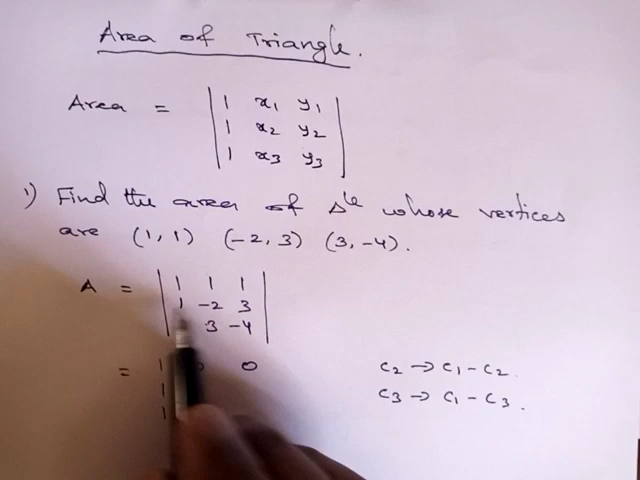 Area of Triangle.
Area = | 1 x1 y1 |
| 1 x2 y2 |
| 1 x3 y3 |
1) Find the area of Δle whose vertices
are (1, 1) (-2, 3) (3, -4).
A = | 1 1 1 |
| 1 -2 3 |
| 3 -4 |
= 1 0 C2 → C1 - C2.
1 C3 → C1 - C3.
1